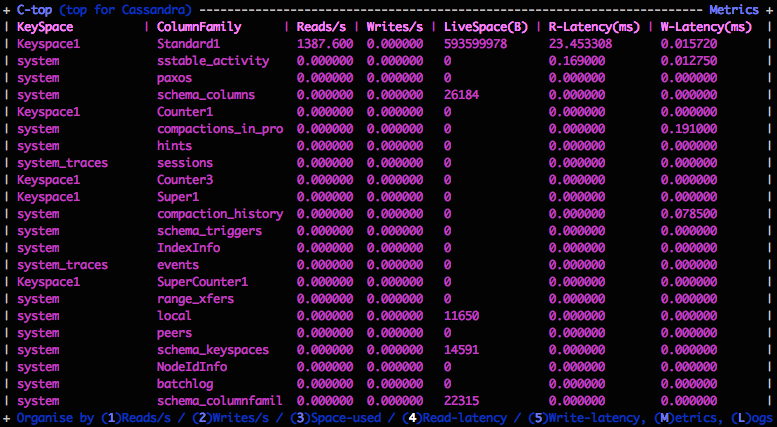 + C-top (top for Cassandra) ---------------------------------------------------------------------- Metrics +
| KeySpace | ColumnFamily | Reads/s | Writes/s | LiveSpace(B) | R-Latency(ms) | W-Latency(ms) |
| Keyspace1 Standard1 1387.600 0.000000 593599978 23.453308 0.015720 |
| system sstable_activity 0.000000 0.000000 0 0.169000 0.012750 |
| system paxos 0.000000 0.000000 0 0.000000 0.000000 |
| system schema_columns 0.000000 0.000000 26184 0.000000 0.000000 |
| Keyspace1 Counter1 0.000000 0.000000 0 0.000000 0.000000 |
| system compactions_in_pro 0.000000 0.000000 0 0.000000 0.191000 |
| system hints 0.000000 0.000000 0 0.000000 0.000000 |
| system_traces sessions 0.000000 0.000000 0 0.000000 0.000000 |
| Keyspace1 Counter3 0.000000 0.000000 0 0.000000 0.000000 |
| Keyspace1 Super1 0.000000 0.000000 0 0.000000 0.000000 |
| system compaction_history 0.000000 0.000000 0 0.000000 0.078500 |
| system schema_triggers 0.000000 0.000000 0 0.000000 0.000000 |
| system IndexInfo 0.000000 0.000000 0 0.000000 0.000000 |
| system_traces events 0.000000 0.000000 0 0.000000 0.000000 |
| Keyspace1 SuperCounter1 0.000000 0.000000 0 0.000000 0.000000 |
| system range_xfers 0.000000 0.000000 0 0.000000 0.000000 |
| system local 0.000000 0.000000 11650 0.000000 0.000000 |
| system peers 0.000000 0.000000 0 0.000000 0.000000 |
| system schema_keyspaces 0.000000 0.000000 14591 0.000000 0.000000 |
| system NodeIdInfo 0.000000 0.000000 0 0.000000 0.000000 |
| system batchlog 0.000000 0.000000 0 0.000000 0.000000 |
| system schema_columnfamil 0.000000 0.000000 22315 0.000000 0.000000 |
+ Organise by (1)Reads/s / (2)Writes/s / (3)Space-used / (4)Read-latency / (5)Write-latency, (M)etrics, (L)ogs